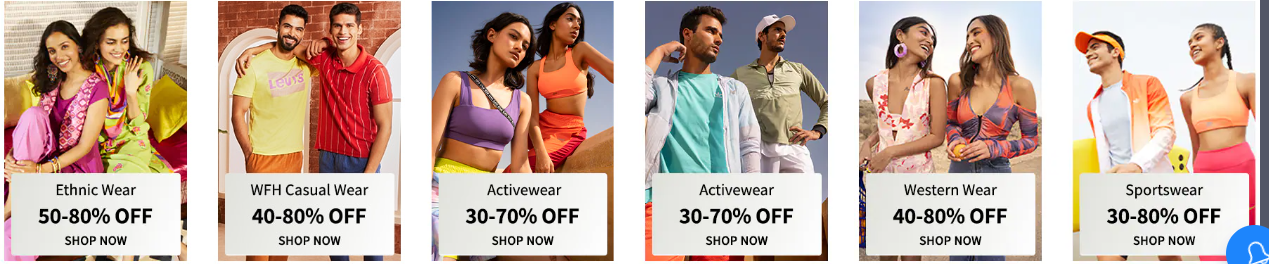 Levi's
Ethnic Wear
50-80% OFF
SHOP NOW
WFH Casual Wear
40-80% OFF
SHOP NOW
Activewear
30-70% OFF
SHOP NOW
Activewear
30-70% OFF
SHOP NOW
Western Wear
40-80% OFF
SHOP NOW
Sportswear
30-80% OFF
SHOP NOW